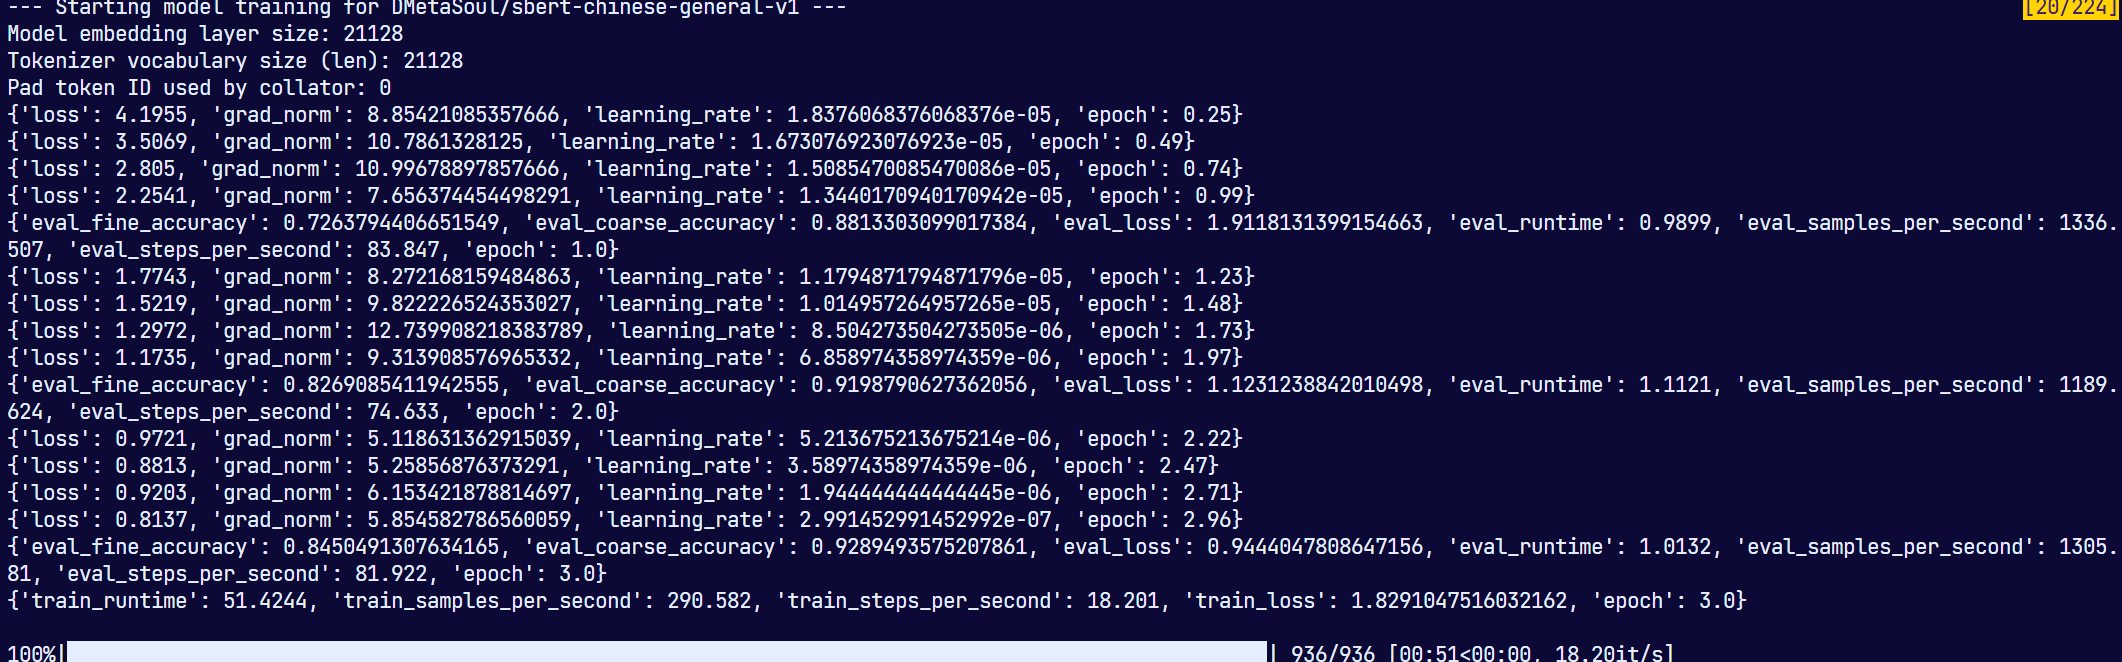 --- Starting model training for DMetaSoul/sbert-chinese-general-v1 ---
[20/224]
Model embedding layer size: 21128
Tokenizer vocabulary size (len): 21128
Pad token ID used by collator: 0
{'loss': 4.1955, 'grad_norm': 8.85421085357666, 'learning_rate': 1.8376068376068376e-05, 'epoch': 0.25}
{'loss': 3.5069, 'grad_norm': 10.7861328125, 'learning_rate': 1.673076923076923e-05, 'epoch': 0.49}
{'loss': 2.805, 'grad_norm': 10.99678897857666, 'learning_rate': 1.5085470085470086e-05, 'epoch': 0.74}
{'loss': 2.2541, 'grad_norm': 7.656374454498291, 'learning_rate': 1.3440170940170942e-05, 'epoch': 0.99}
{'eval_fine_accuracy': 0.7263794406651549, 'eval_coarse_accuracy': 0.8813303099017384, 'eval_loss': 1.9118131399154663, 'eval_runtime': 0.9899, 'eval_samples_per_second': 1336.
507, 'eval_steps_per_second': 83.847, 'epoch': 1.0}
{'loss': 1.7743, 'grad_norm': 8.272168159484863, 'learning_rate': 1.1794871794871796e-05, 'epoch': 1.23}
{'loss': 1.5219, 'grad_norm': 9.822226524353027, 'learning_rate': 1.014957264957265e-05, 'epoch': 1.48}
{'loss': 1.2972, 'grad_norm': 12.739908218383789, 'learning_rate': 8.504273504273505e-06, 'epoch': 1.73}
{'loss': 1.1735, 'grad_norm': 9.313908576965332, 'learning_rate': 6.858974358974359e-06, 'epoch': 1.97}
{'eval_fine_accuracy': 0.8269085411942555, 'eval_coarse_accuracy': 0.9198790627362056, 'eval_loss': 1.1231238842010498, 'eval_runtime': 1.1121, 'eval_samples_per_second': 1189.
624, 'eval_steps_per_second': 74.633, 'epoch': 2.0}
{'loss': 0.9721, 'grad_norm': 5.118631362915039, 'learning_rate': 5.213675213675214e-06, 'epoch': 2.22}
{'loss': 0.8813, 'grad_norm': 5.25856876373291, 'learning_rate': 3.58974358974359e-06, 'epoch': 2.47}
{'loss': 0.9203, 'grad_norm': 6.153421878814697, 'learning_rate': 1.944444444444445e-06, 'epoch': 2.71}
{'loss': 0.8137, 'grad_norm': 5.854582786560059, 'learning_rate': 2.991452991452992e-07, 'epoch': 2.96}
{'eval_fine_accuracy': 0.8450491307634165, 'eval_coarse_accuracy': 0.9289493575207861, 'eval_loss': 0.9444047808647156, 'eval_runtime': 1.0132, 'eval_samples_per_second': 1305.
81, 'eval_steps_per_second': 81.922, 'epoch': 3.0}
{'train_runtime': 51.4244, 'train_samples_per_second': 290.582, 'train_steps_per_second': 18.201, 'train_loss': 1.8291047516032162, 'epoch': 3.0}
100%| | 936/936 [00:51<00:00, 18.20it/s]